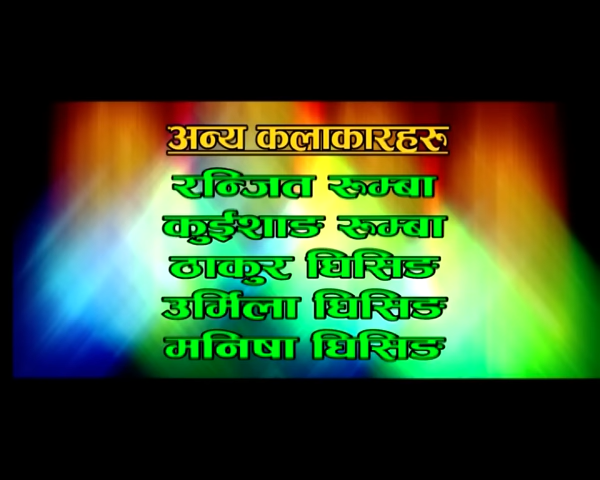 अन्य कलाकारहरू
रन्जित रूम्बा
कुईशाङ रूम्बा
ठाकुर घिसिङ
उर्मिला घिसिङ
मनिषा घिसिङ